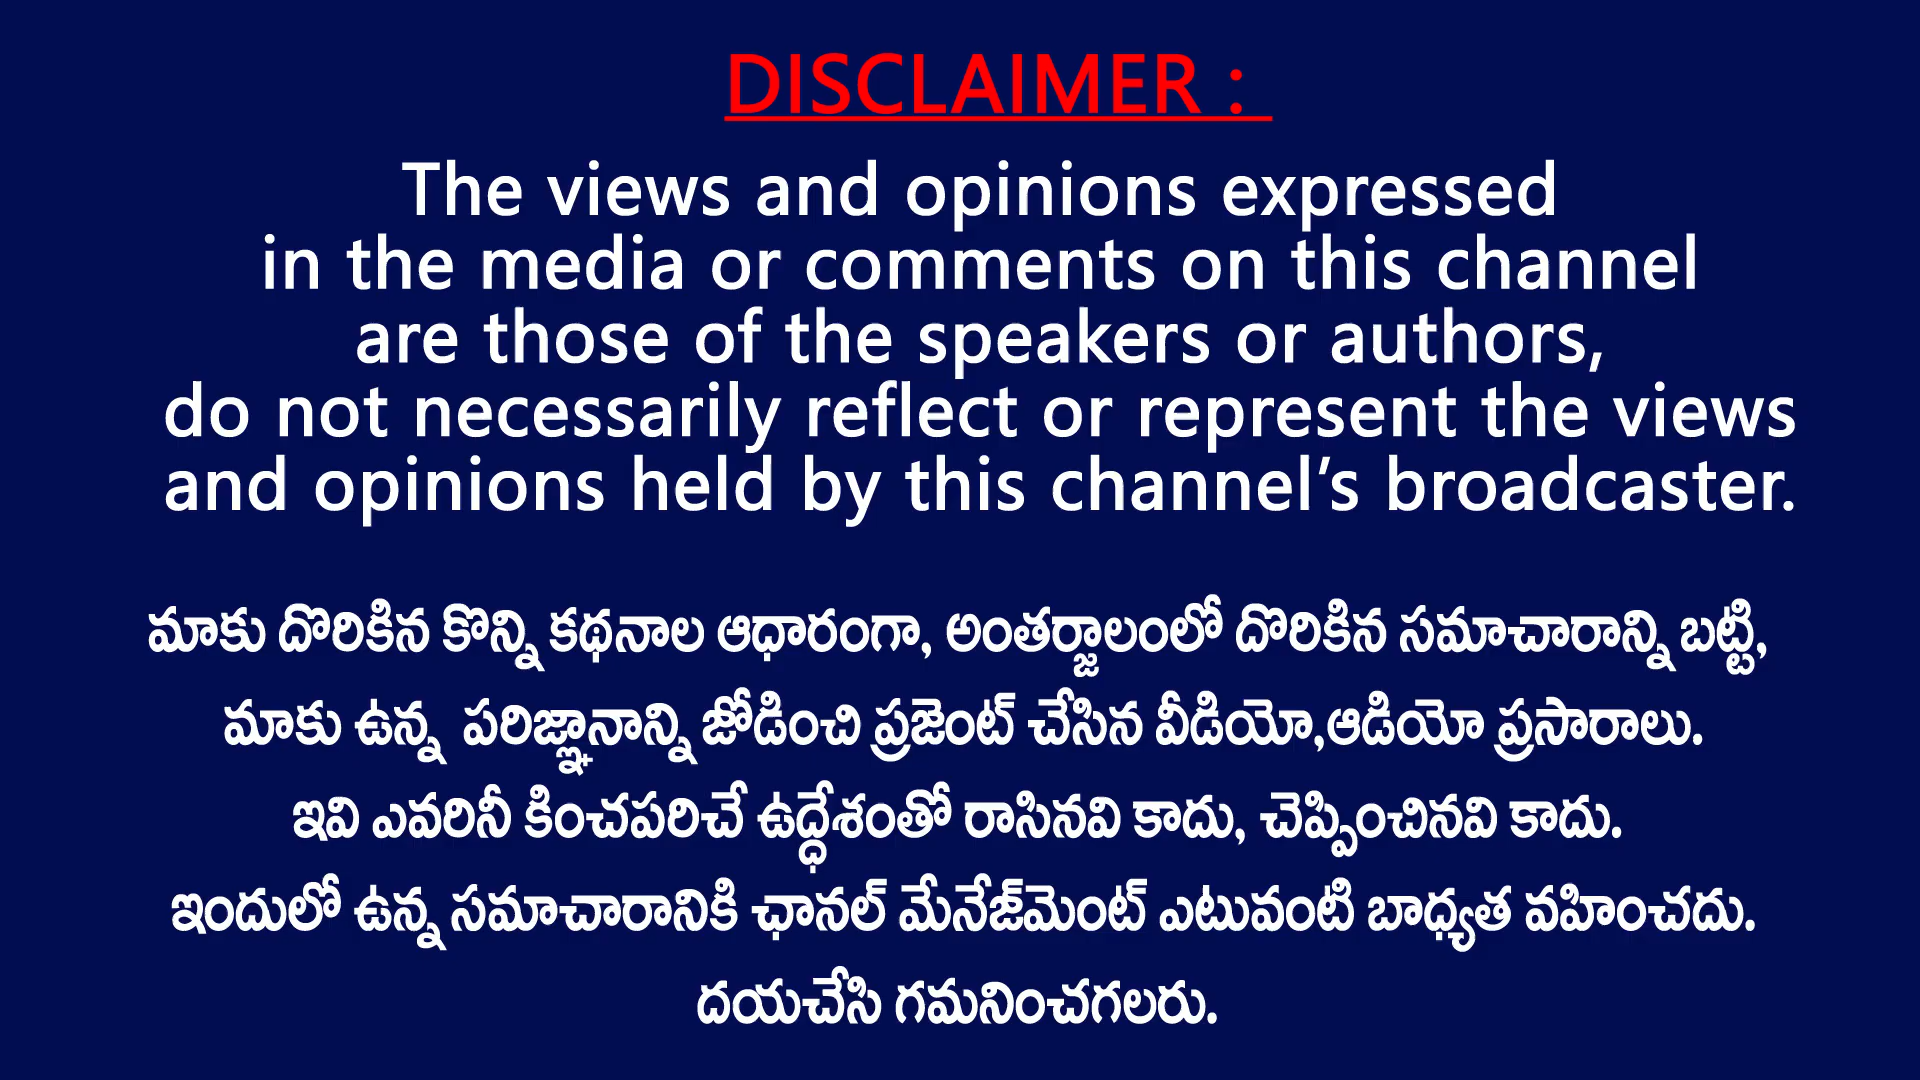 DISCLAIMER :
The views and opinions expressed
in the media or comments on this channel
are those of the speakers or authors,
do not necessarily reflect or represent the views
and opinions held by this channel’s broadcaster.
మాకు దొరికిన కొన్ని కథనాల ఆధారంగా, అంతర్జాలంలో దొరికిన సమాచారాన్ని బట్టి,
మాకు ఉన్న పరిజ్ఞానాన్ని జోడించి ప్రజెంట్ చేసిన వీడియో,ఆడియో ప్రసారాలు.
ఇవి ఎవరినీ కించపరిచే ఉద్ధేశంతో రాసినవి కాదు, చెప్పించినవి కాదు.
ఇందులో ఉన్న సమాచారానికి ఛానల్ మేనేజ్‌మెంట్ ఎటువంటి బాధ్యత వహించదు.
దయచేసి గమనించగలరు.